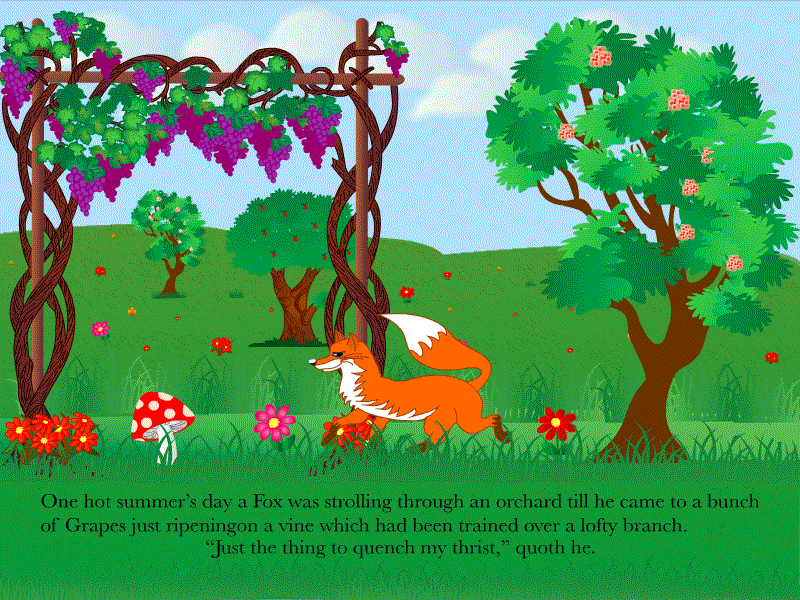 One hot summer’s day a Fox was strolling through an orchard till he came to a bunch
of Grapes just ripeningon a vine which had been trained over a lofty branch.
“Just the thing to quench my thrist,” quoth he.